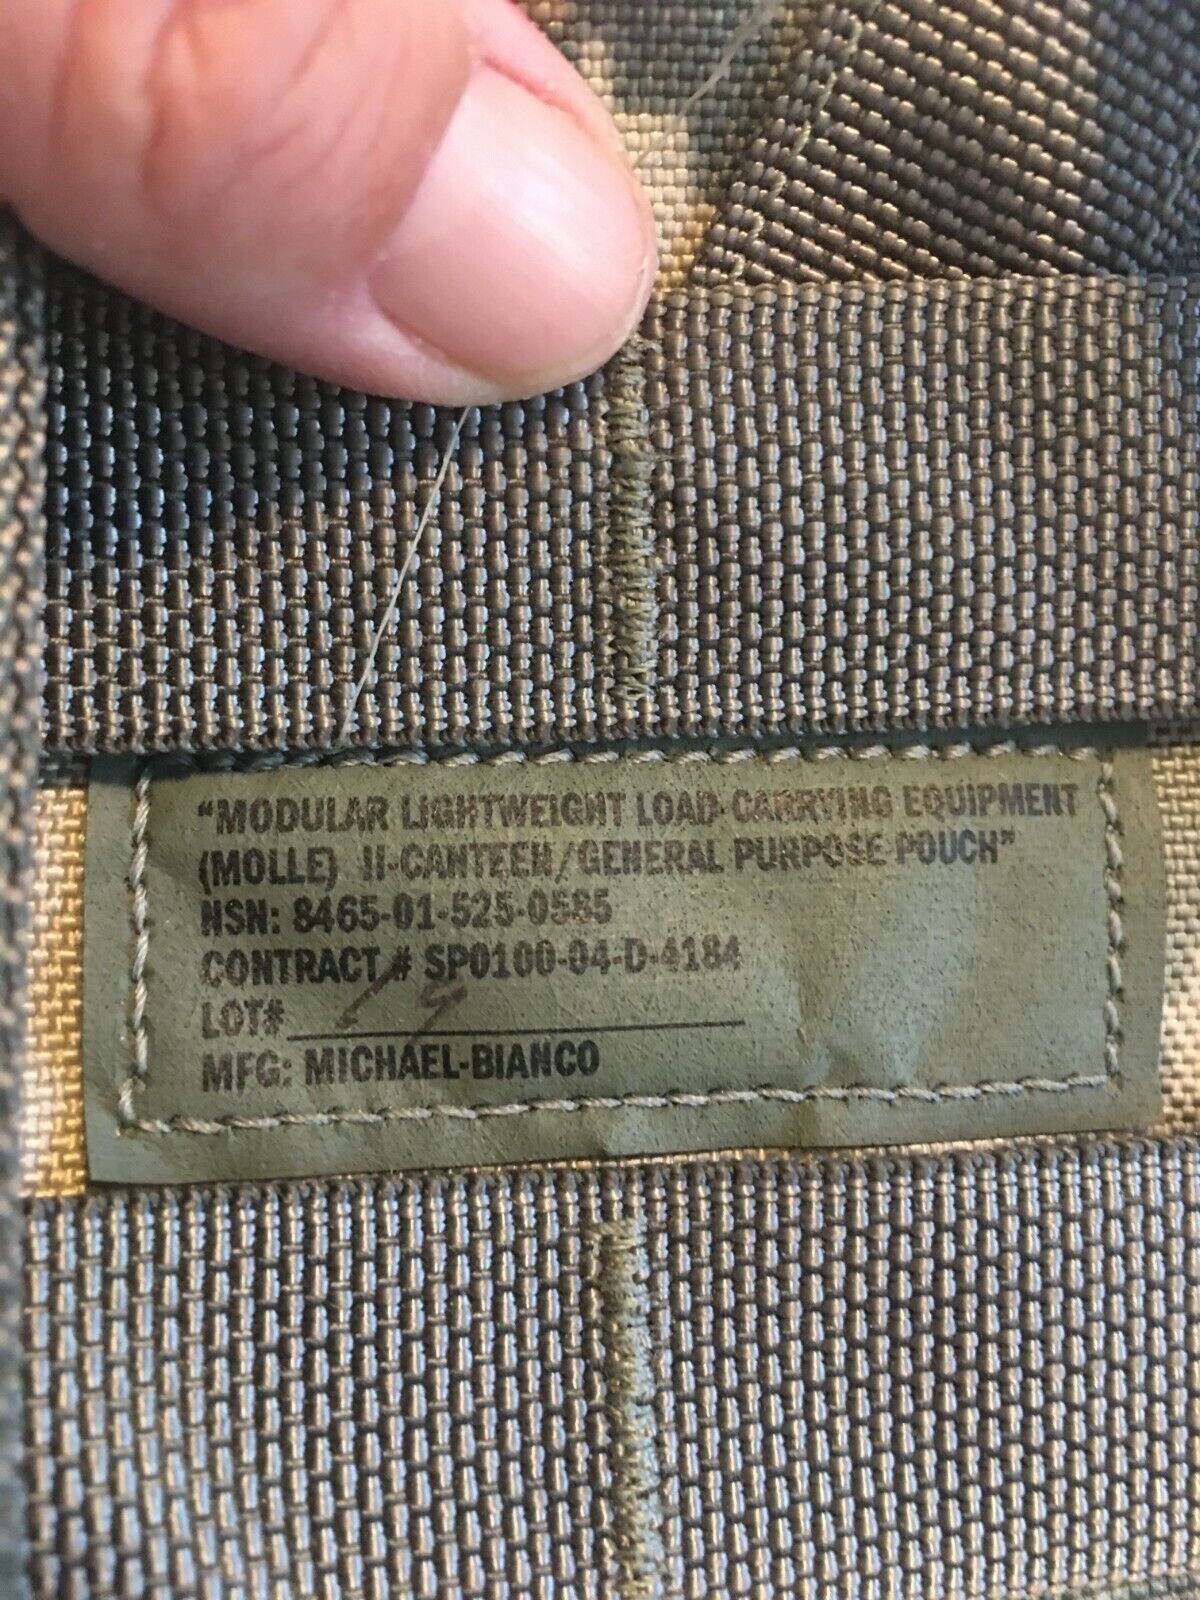 "MODULAR LIGHTWEIGHT LOAD-CARRYING EQUIPMENT
(MOLLE) II-CANTEEN/GENERAL PURPOSE POUCH"
NSN: 8465-01-525-0585
CONTRACT # SP0100-04-D-4184
LOT#
MFG: MICHAEL-BIANCO